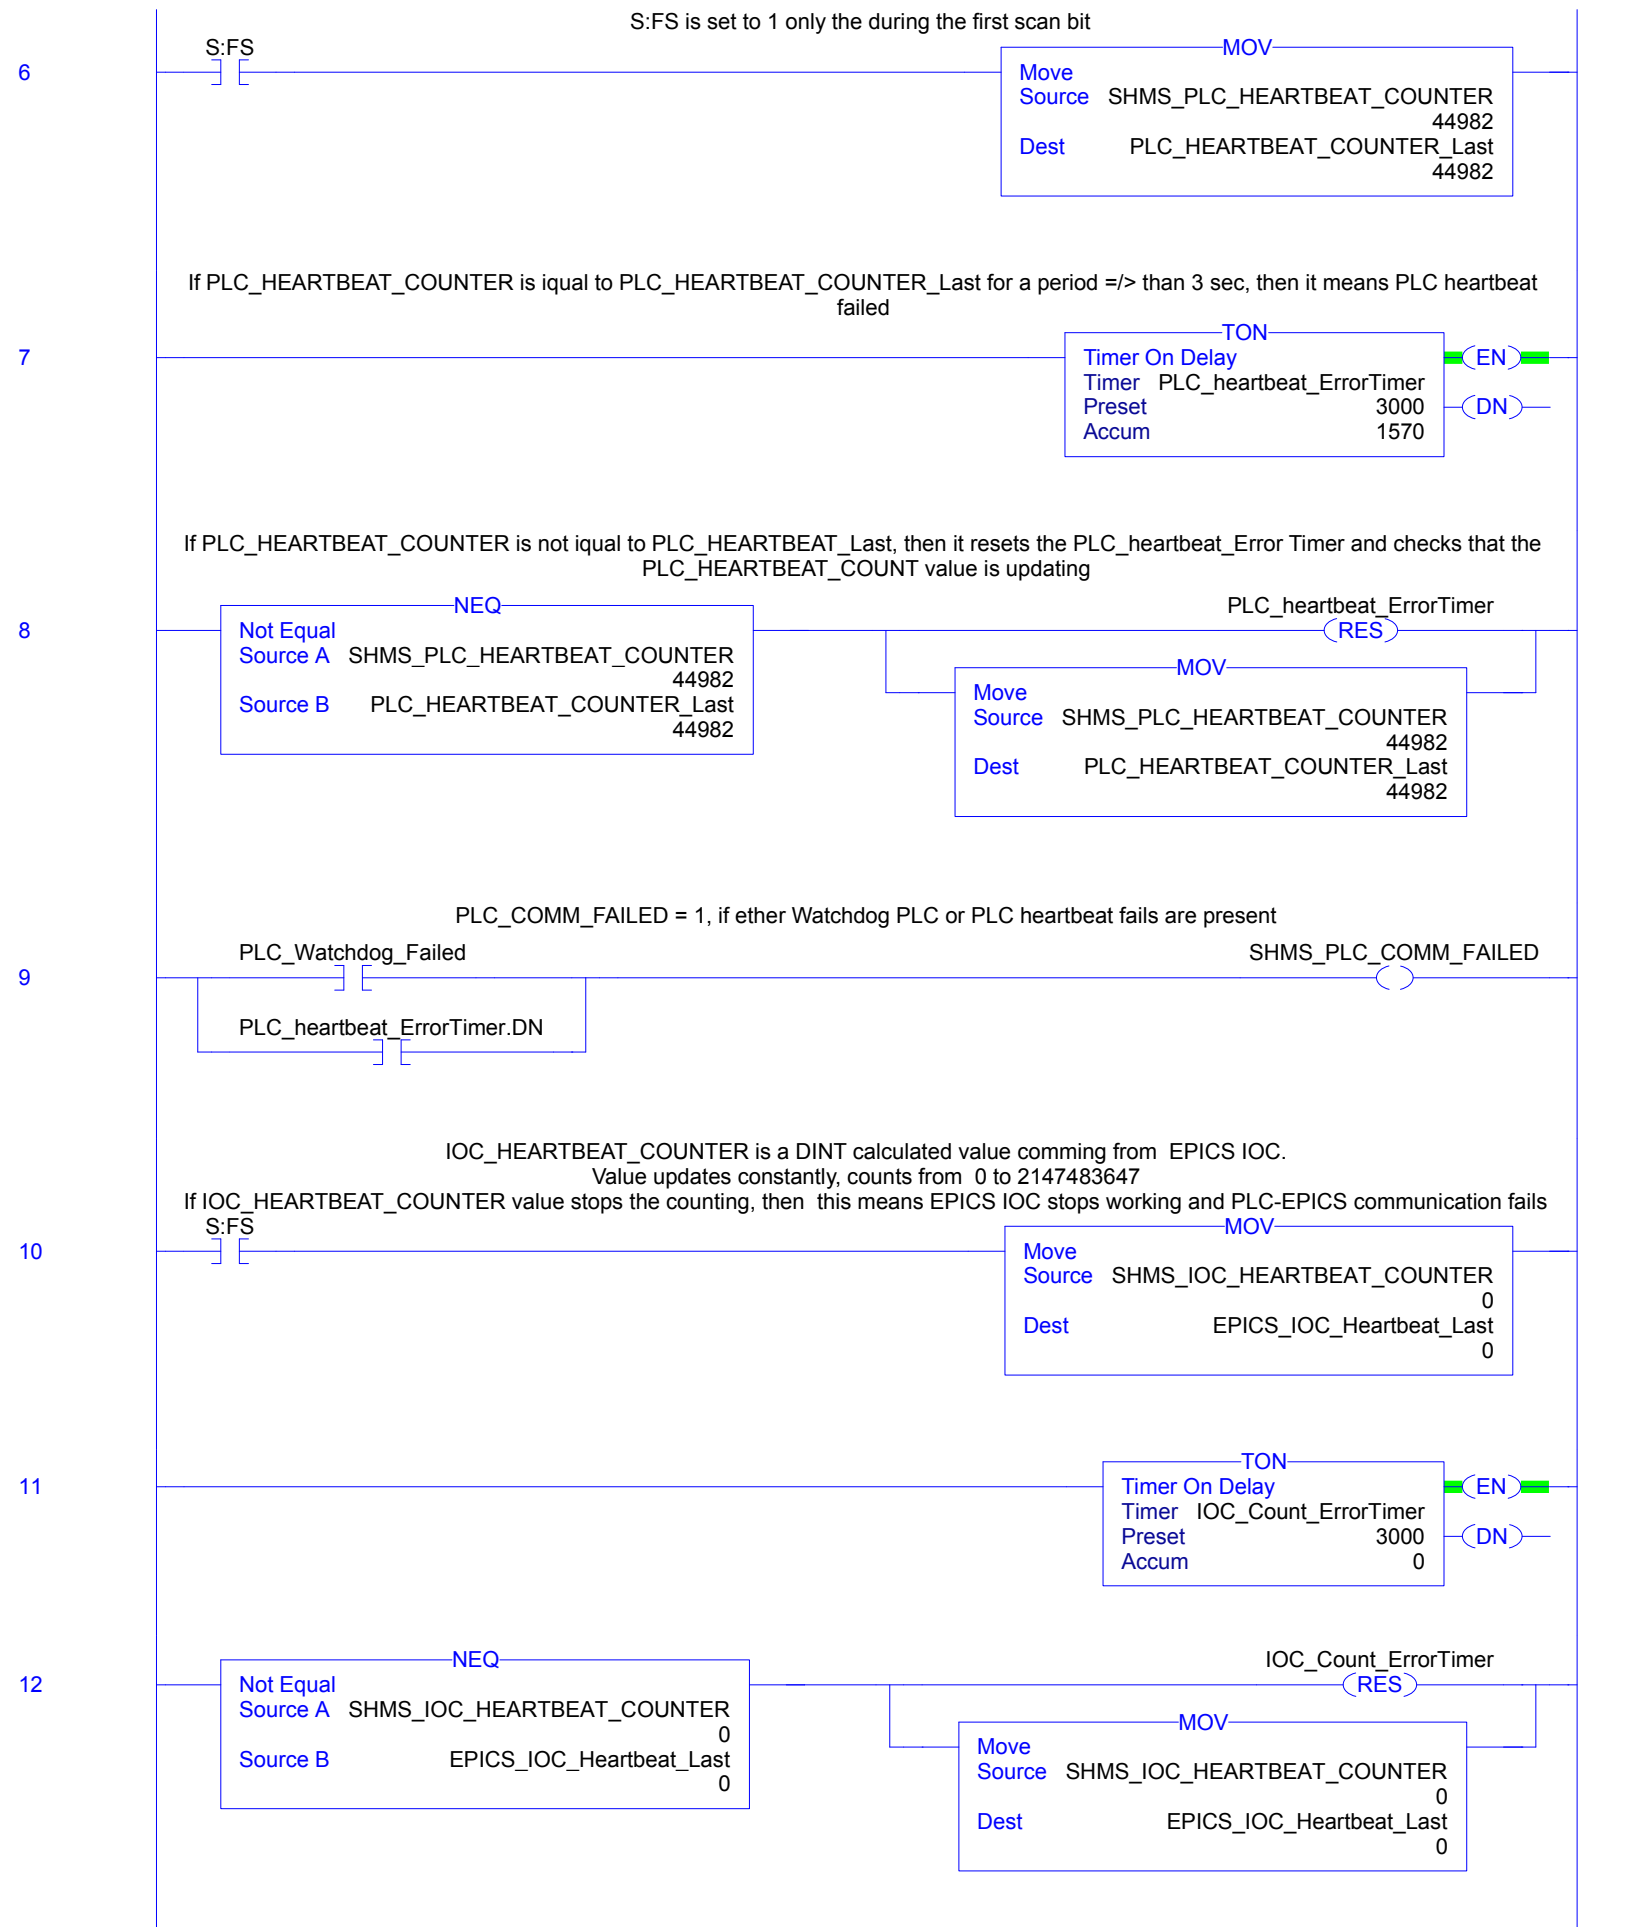 S:FS is set to 1 only the during the first scan bit
6
S:FS
MOV
Move
Source SHMS_PLC_HEARTBEAT_COUNTER
44982
Dest PLC_HEARTBEAT_COUNTER_Last
44982
If PLC_HEARTBEAT_COUNTER is iqual to PLC_HEARTBEAT_COUNTER_Last for a period =/> than 3 sec, then it means PLC heartbeat
failed
7
TON
Timer On Delay
Timer PLC_heartbeat_ErrorTimer
Preset 3000
Accum 1570
EN
DN
If PLC_HEARTBEAT_COUNTER is not iqual to PLC_HEARTBEAT_Last, then it resets the PLC_heartbeat_Error Timer and checks that the
PLC_HEARTBEAT_COUNT value is updating
8
NEQ
Not Equal
Source A SHMS_PLC_HEARTBEAT_COUNTER
44982
Source B PLC_HEARTBEAT_COUNTER_Last
44982
PLC_heartbeat_ErrorTimer
RES
MOV
Move
Source SHMS_PLC_HEARTBEAT_COUNTER
44982
Dest PLC_HEARTBEAT_COUNTER_Last
44982
PLC_COMM_FAILED = 1, if ether Watchdog PLC or PLC heartbeat fails are present
9
PLC_Watchdog_Failed
SHMS_PLC_COMM_FAILED
PLC_heartbeat_ErrorTimer.DN
IOC_HEARTBEAT_COUNTER is a DINT calculated value comming from EPICS IOC.
Value updates constantly, counts from 0 to 2147483647
If IOC_HEARTBEAT_COUNTER value stops the counting, then this means EPICS IOC stops working and PLC-EPICS communication fails
10
S:FS
MOV
Move
Source SHMS_IOC_HEARTBEAT_COUNTER
0
Dest EPICS_IOC_Heartbeat_Last
0
11
TON
Timer On Delay
Timer IOC_Count_ErrorTimer
Preset 3000
Accum 0
EN
DN
12
NEQ
Not Equal
Source A SHMS_IOC_HEARTBEAT_COUNTER
0
Source B EPICS_IOC_Heartbeat_Last
0
IOC_Count_ErrorTimer
RES
MOV
Move
Source SHMS_IOC_HEARTBEAT_COUNTER
0
Dest EPICS_IOC_Heartbeat_Last
0